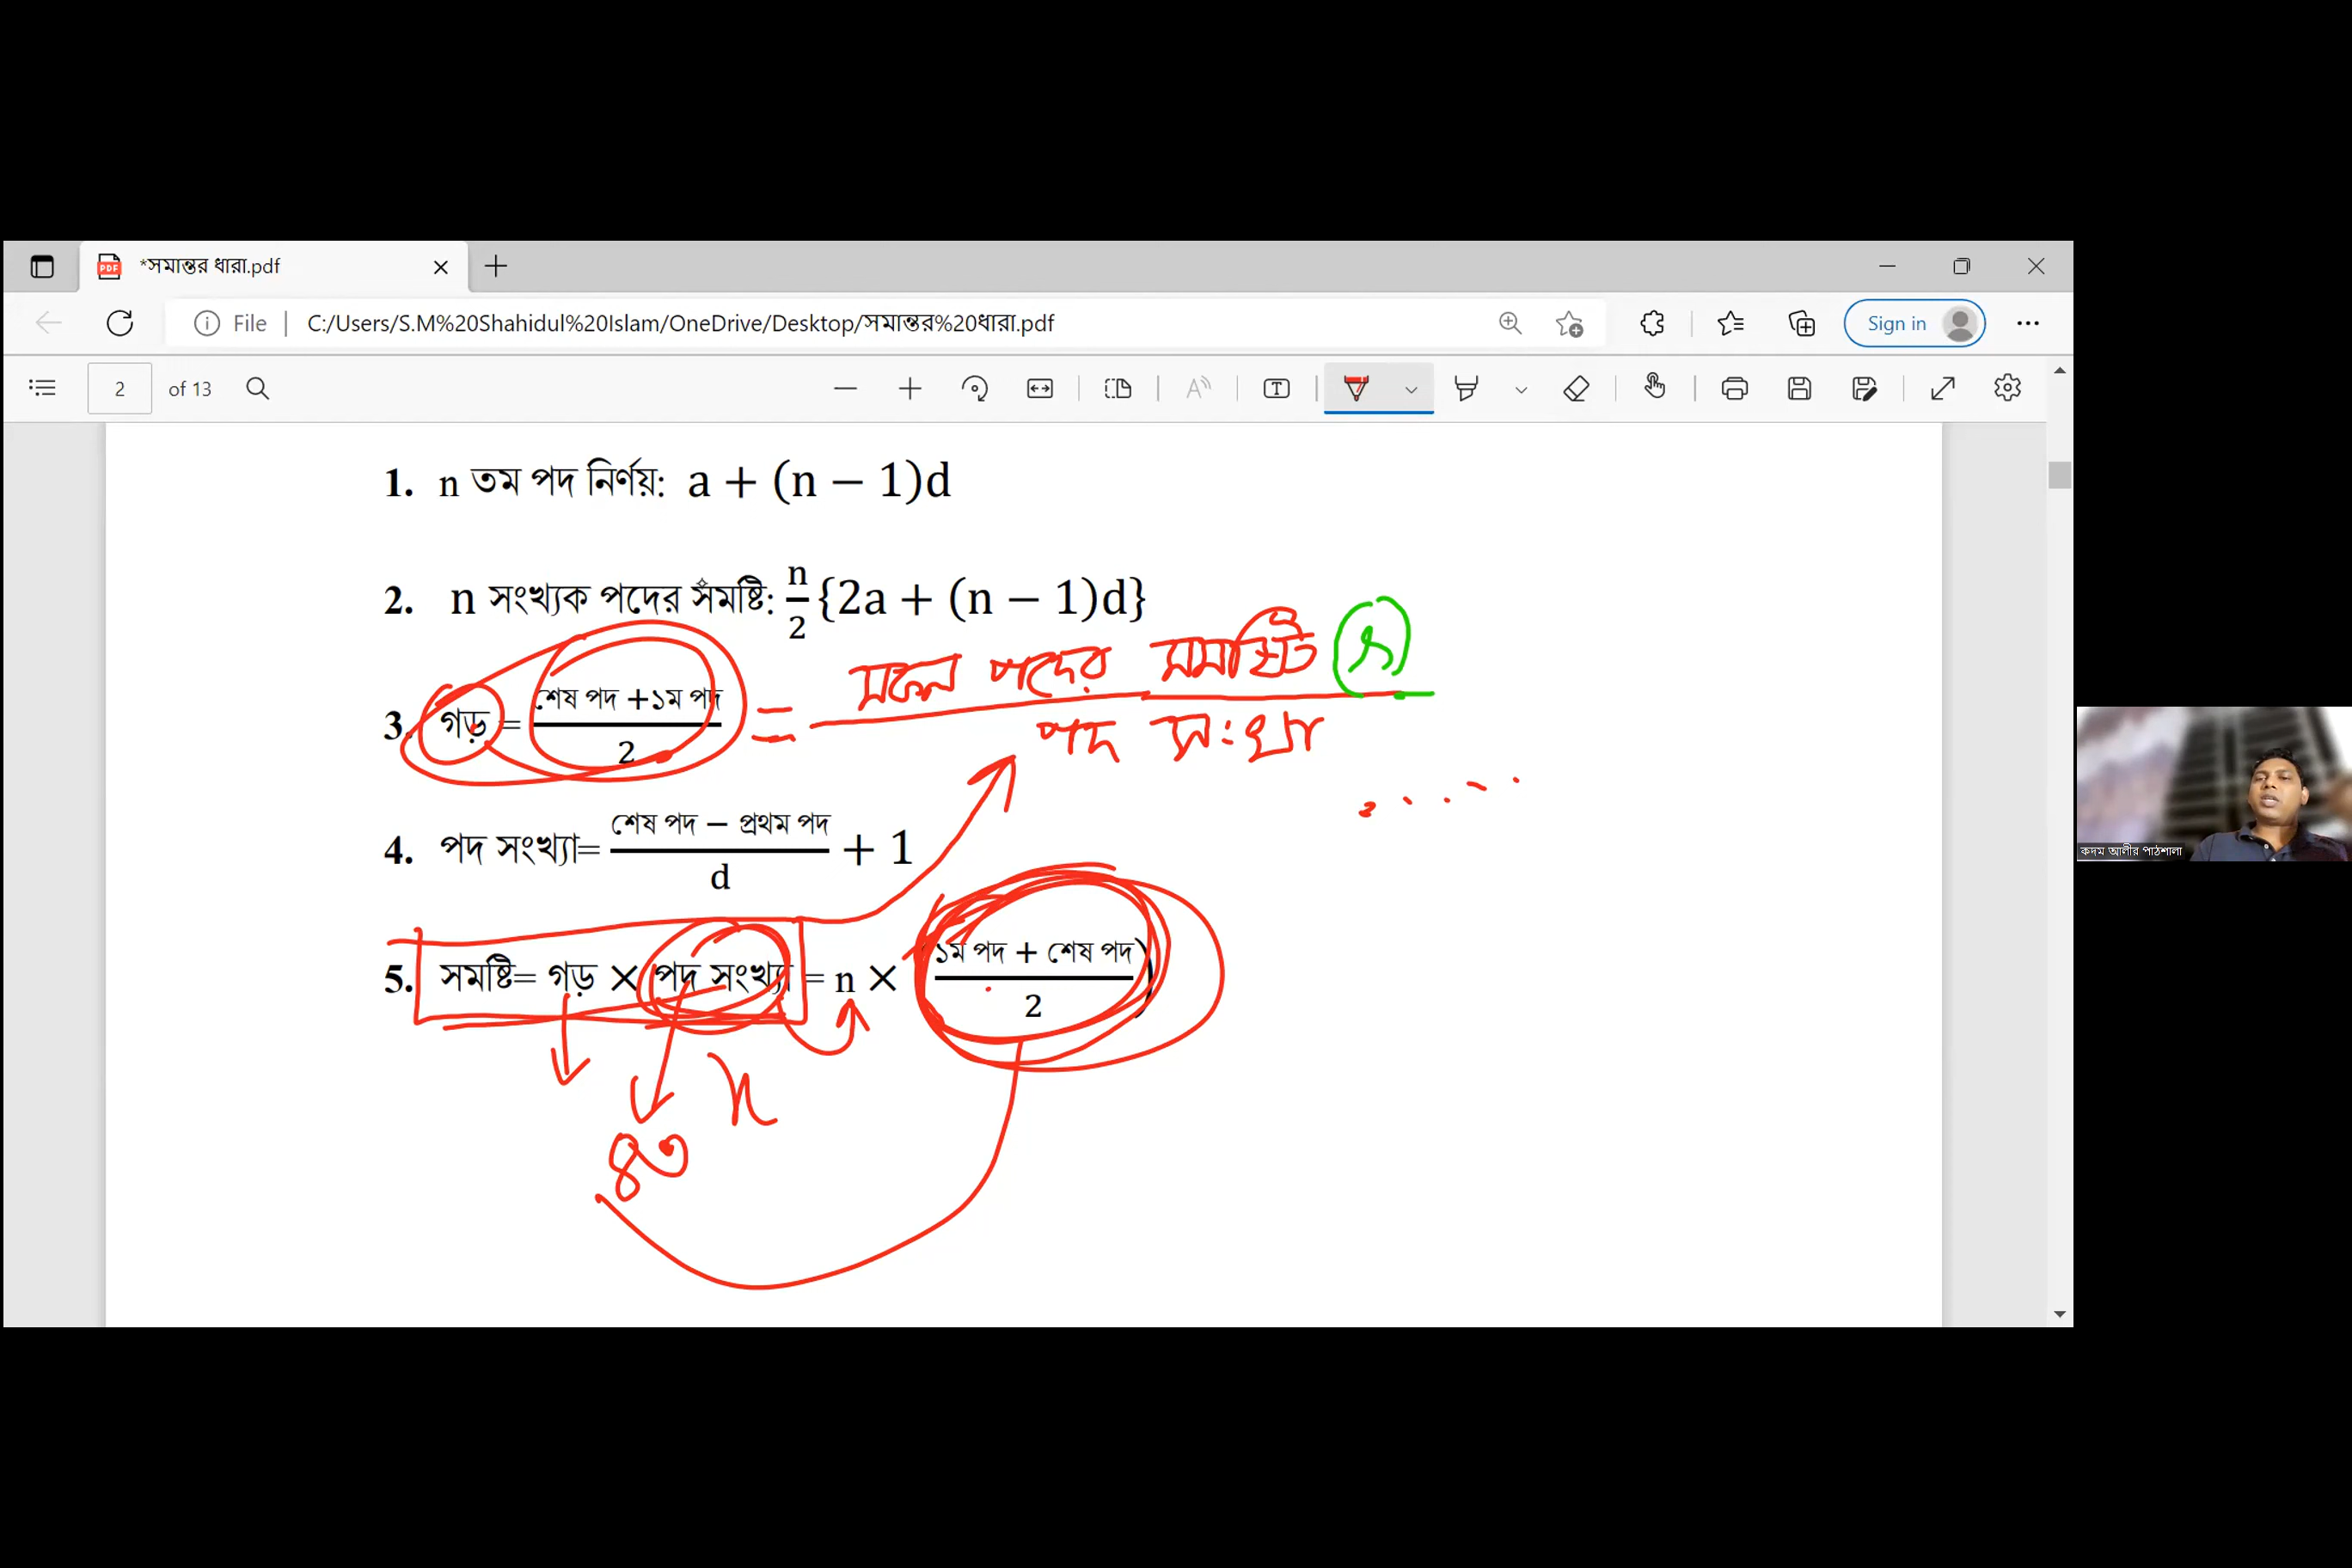 *সমান্তর ধারা.pdf
File | C:/Users/S.M%20Shahidul%20Islam/OneDrive/Desktop/সমান্তর%20ধারা.pdf
Sign in
2 of 13
1. n তম পদ নির্ণয়: a + (n − 1)d
2. n সংখ্যক পদের সমষ্টি: n/2 {2a + (n − 1)d}
3. গড় = শেষ পদ +১ম পদ / 2 = সকল পদের সমষ্টি / পদ সংখ্যা
4. পদ সংখ্যা= শেষ পদ − প্রথম পদ / d + 1
5. সমষ্টি= গড় × পদ সংখ্যা = n × (১ম পদ + শেষ পদ / 2)
n
৪০
কদম আলীর পাঠশালা